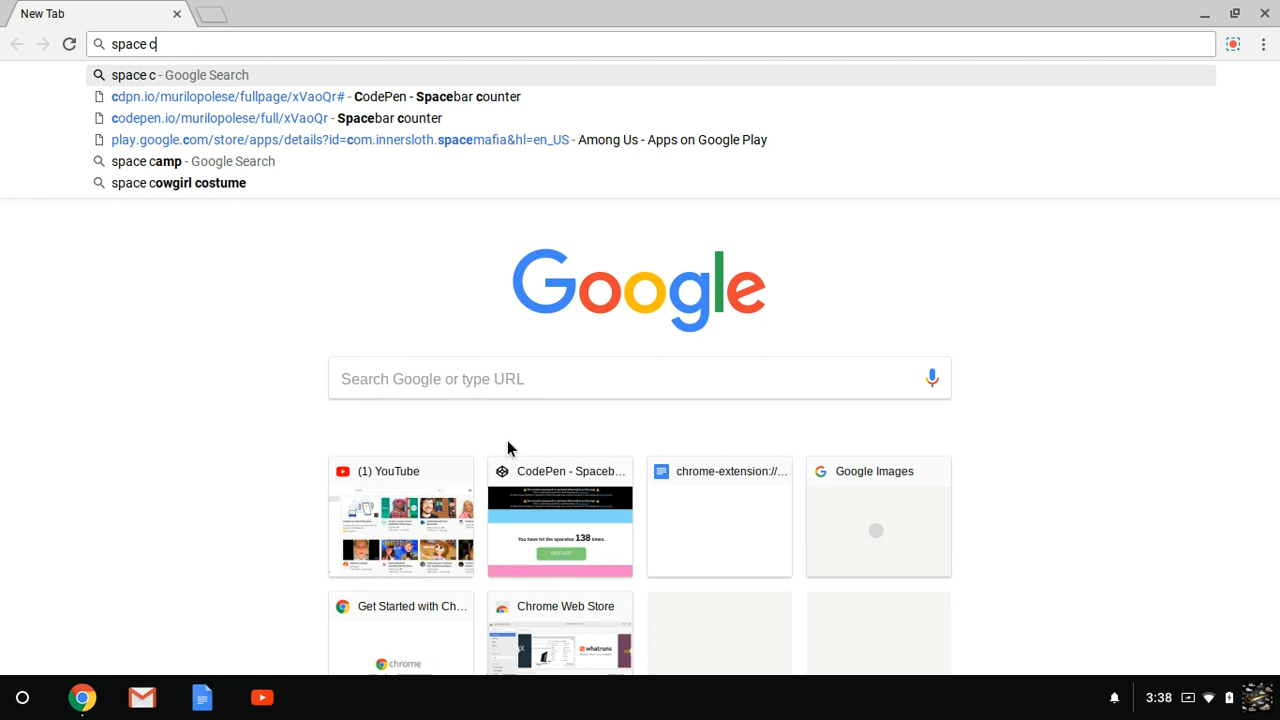 New Tab
space c
space c - Google Search
cdpn.io/murilopolese/fullpage/xVaoQr# - CodePen - Spacebar counter
codepen.io/murilopolese/full/xVaoQr - Spacebar counter
play.google.com/store/apps/details?id=com.innersloth.spacemafia&hl=en_US - Among Us - Apps on Google Play
space camp - Google Search
space cowgirl costume
Google
Search Google or type URL
(1) YouTube
CodePen - Spaceb...
chrome-extension://...
Google Images
You have hit the spacebar 138 times.
RESTART
Get Started with Ch...
Chrome Web Store
chrome
whatruns
3:38